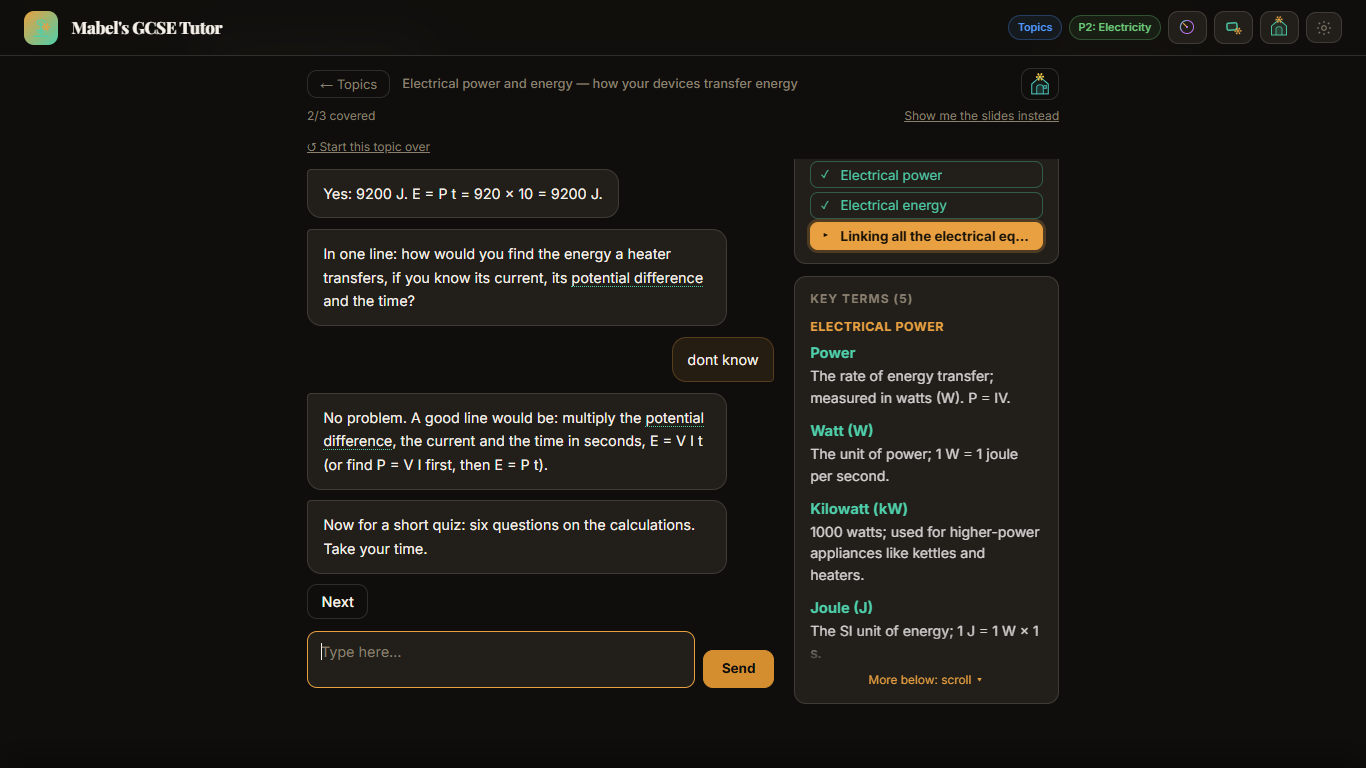 Mabel's GCSE Tutor
Topics
P2: Electricity
← Topics
Electrical power and energy — how your devices transfer energy
2/3 covered
Show me the slides instead
↺ Start this topic over
Yes: 9200 J. E = P t = 920 × 10 = 9200 J.
In one line: how would you find the energy a heater
transfers, if you know its current, its potential difference
and the time?
dont know
No problem. A good line would be: multiply the potential
difference, the current and the time in seconds, E = V I t
(or find P = V I first, then E = P t).
Now for a short quiz: six questions on the calculations.
Take your time.
Next
Type here...
Send
✓ Electrical power
✓ Electrical energy
‣ Linking all the electrical eq...
KEY TERMS (5)
ELECTRICAL POWER
Power
The rate of energy transfer;
measured in watts (W). P = IV.
Watt (W)
The unit of power; 1 W = 1 joule
per second.
Kilowatt (kW)
1000 watts; used for higher-power
appliances like kettles and
heaters.
Joule (J)
The SI unit of energy; 1 J = 1 W × 1
s.
More below: scroll ▾